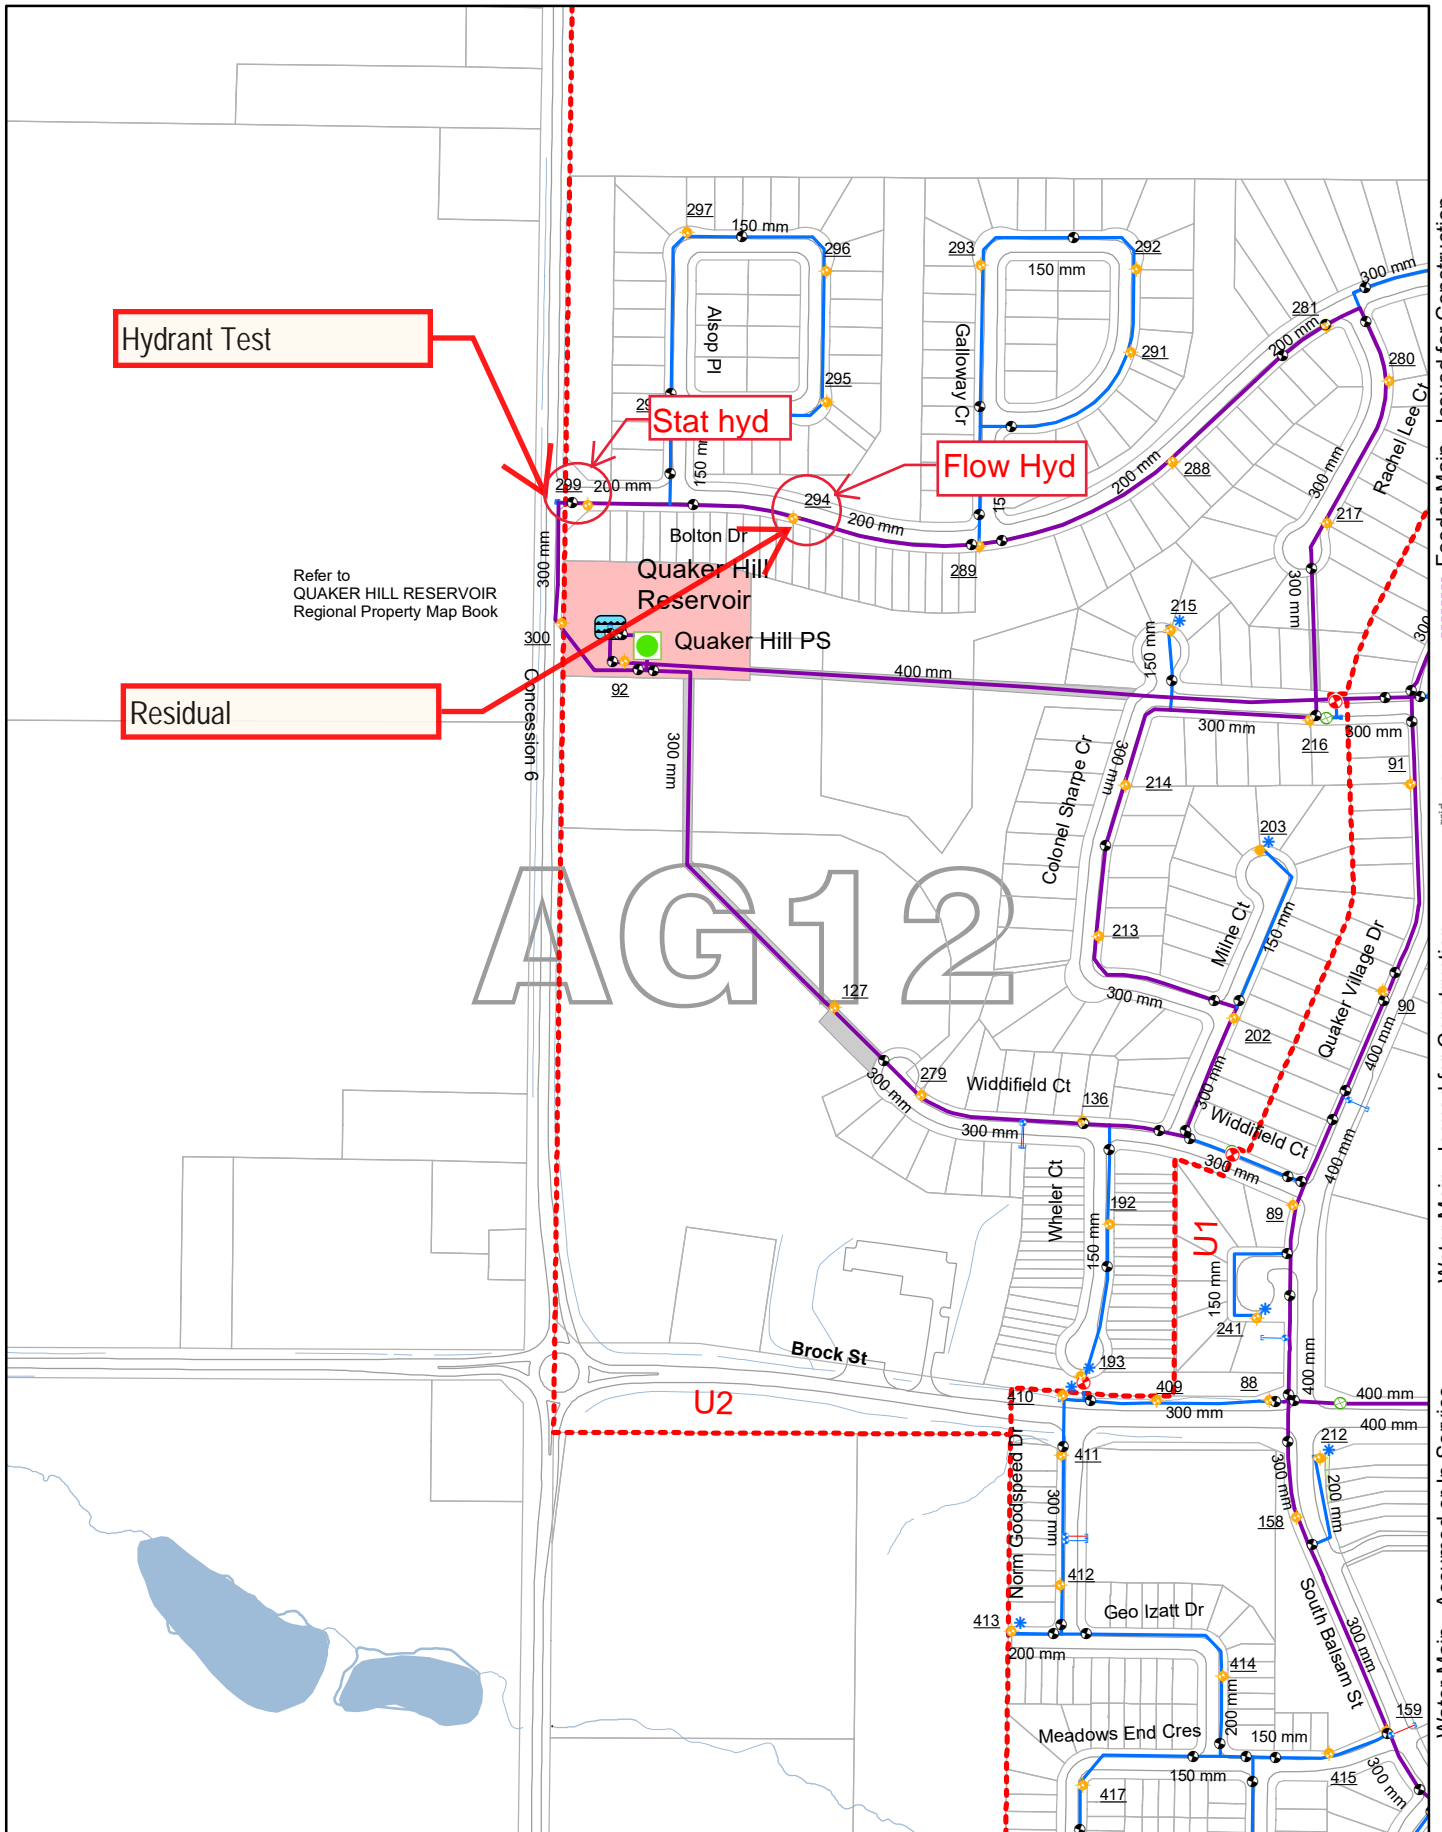 297
150 mm
296
293
292
150 mm
300 mm
281
200 mm
280
Hydrant Test
Alsop Pl
Galloway Cr
291
295
Rachel Lee Ct
Stat hyd
150 mm
Flow Hyd
288
200 mm
300 mm
299
200 mm
294
200 mm
217
Bolton Dr
289
300 mm
Quaker Hill
Reservoir
Refer to
QUAKER HILL RESERVOIR
Regional Property Map Book
300 mm
215
150 mm
300
Quaker Hill PS
92
400 mm
Concession 6
Residual
300 mm
300 mm
216
300 mm
300 mm
214
91
Colonel Sharpe Cr
203
AG12
213
Milne Ct
150 mm
Quaker Village Dr
127
300 mm
202
90
400 mm
279
300 mm
Widdifield Ct
136
300 mm
300 mm
Widdifield Ct
300 mm
400 mm
Wheler Ct
192
150 mm
89
U1
150 mm
241
Brock St
193
410
409
88
300 mm
400 mm
400 mm
400 mm
U2
Norm Goodspeed Dr
411
212
300 mm
300 mm
200 mm
158
412
Geo Izatt Dr
413
200 mm
South Balsam St
300 mm
414
200 mm
159
Meadows End Cres
150 mm
150 mm
415
300 mm
417